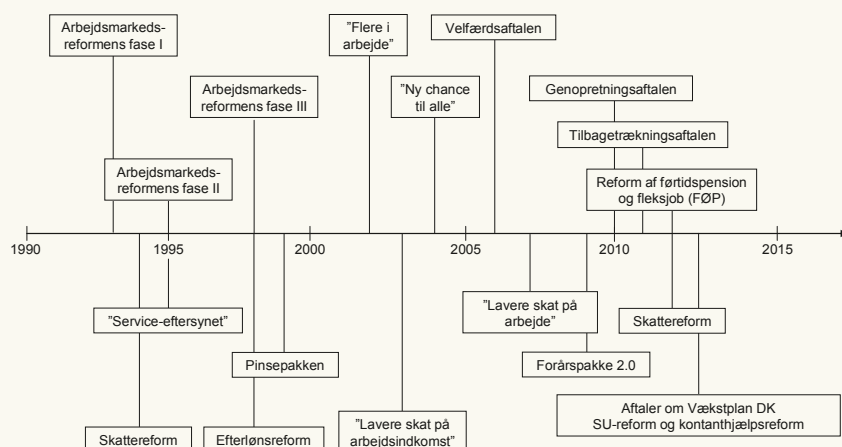 Arbejdsmarkeds-
reformens fase I
"Flere i
arbejde"
Velfærdsaftalen
Arbejdsmarkeds-
reformens fase III
"Ny chance
til alle"
Genopretningsaftalen
Tilbagetrækningsaftalen
Arbejdsmarkeds-
reformens fase II
Reform af førtidspension
og fleksjob (FØP)
1990
1995
2000
2005
2010
2015
"Service-eftersynet"
"Lavere skat på
arbejde"
Skattereform
Pinsepakken
Forårspakke 2.0
Aftaler om Vækstplan DK
SU-reform og kontanthjælpsreform
Skattereform
Efterlønsreform
"Lavere skat på
arbejdsindkomst"